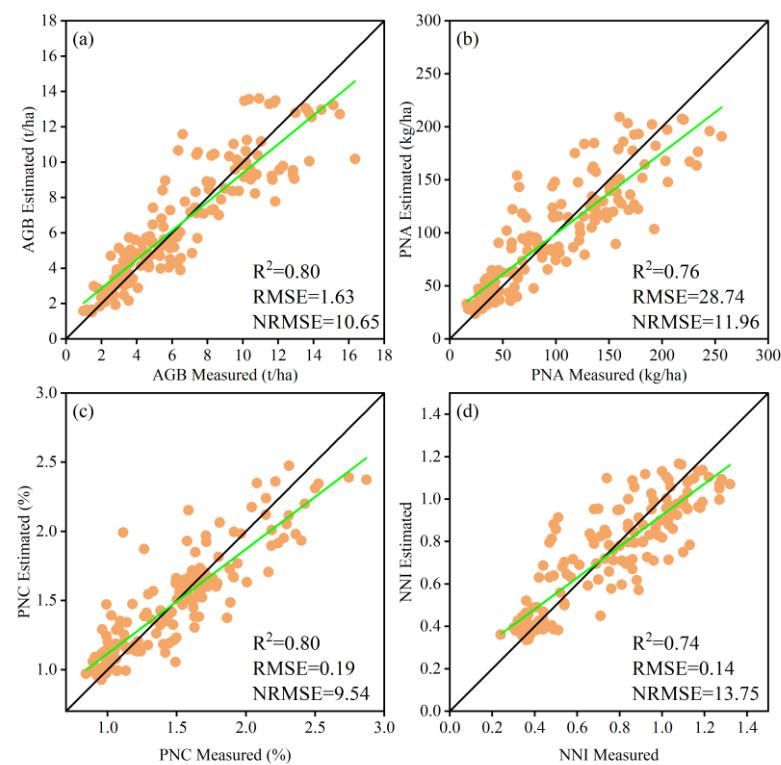 (a)
AGB Estimated (t/ha)
18
16
14
12
10
8
6
4
2
0
R²=0.80
RMSE=1.63
NRMSE=10.65
0 2 4 6 8 10 12 14 16 18
AGB Measured (t/ha)
(b)
PNA Estimated (kg/ha)
300
250
200
150
100
50
0
R²=0.76
RMSE=28.74
NRMSE=11.96
0 50 100 150 200 250 300
PNA Measured (kg/ha)
(c)
PNC Estimated (%)
3.0
2.5
2.0
1.5
1.0
R²=0.80
RMSE=0.19
NRMSE=9.54
1.0 1.5 2.0 2.5 3.0
PNC Measured (%)
(d)
NNI Estimated
1.4
1.2
1.0
0.8
0.6
0.4
0.2
0.0
R²=0.74
RMSE=0.14
NRMSE=13.75
0.0 0.2 0.4 0.6 0.8 1.0 1.2 1.4
NNI Measured